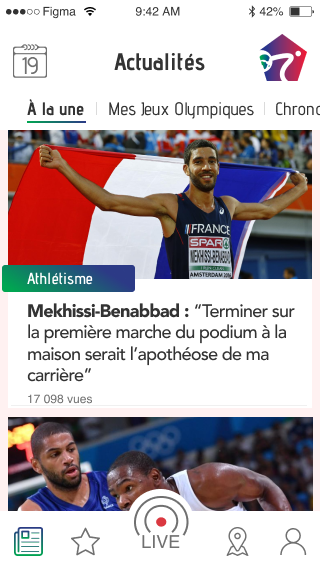 Figma 9:42 AM 42%
19 Actualités
À la une Mes Jeux Olympiques Chrono
FRANCE
SPAR
MEKHISSI-BENABBAD
AMSTERDAM 2016
Athlétisme
Mekhissi-Benabbad : “Terminer sur
la première marche du podium à la
maison serait l’apothéose de ma
carrière”
17 098 vues
LIVE